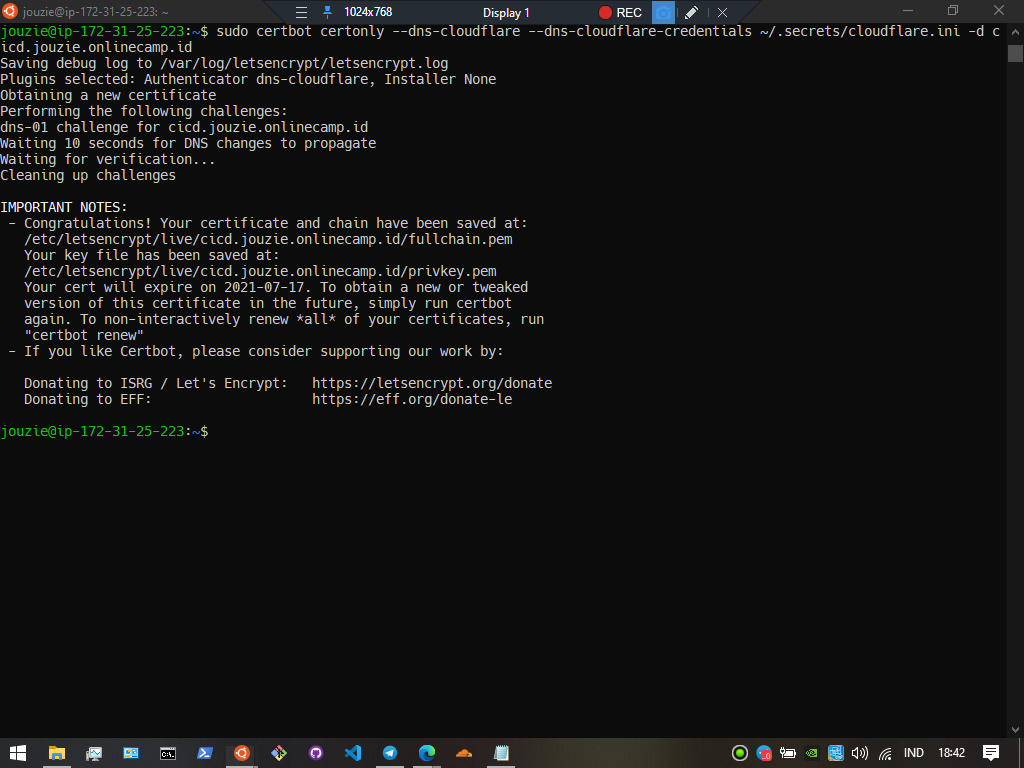 jouzie@ip-172-31-25-223: ~
1024x768
Display 1
REC
jouzie@ip-172-31-25-223:~$ sudo certbot certonly --dns-cloudflare --dns-cloudflare-credentials ~/.secrets/cloudflare.ini -d c
icd.jouzie.onlinecamp.id
Saving debug log to /var/log/letsencrypt/letsencrypt.log
Plugins selected: Authenticator dns-cloudflare, Installer None
Obtaining a new certificate
Performing the following challenges:
dns-01 challenge for cicd.jouzie.onlinecamp.id
Waiting 10 seconds for DNS changes to propagate
Waiting for verification...
Cleaning up challenges
IMPORTANT NOTES:
- Congratulations! Your certificate and chain have been saved at:
/etc/letsencrypt/live/cicd.jouzie.onlinecamp.id/fullchain.pem
Your key file has been saved at:
/etc/letsencrypt/live/cicd.jouzie.onlinecamp.id/privkey.pem
Your cert will expire on 2021-07-17. To obtain a new or tweaked
version of this certificate in the future, simply run certbot
again. To non-interactively renew *all* of your certificates, run
"certbot renew"
- If you like Certbot, please consider supporting our work by:
Donating to ISRG / Let's Encrypt:   https://letsencrypt.org/donate
Donating to EFF:                    https://eff.org/donate-le
jouzie@ip-172-31-25-223:~$
IND
18:42